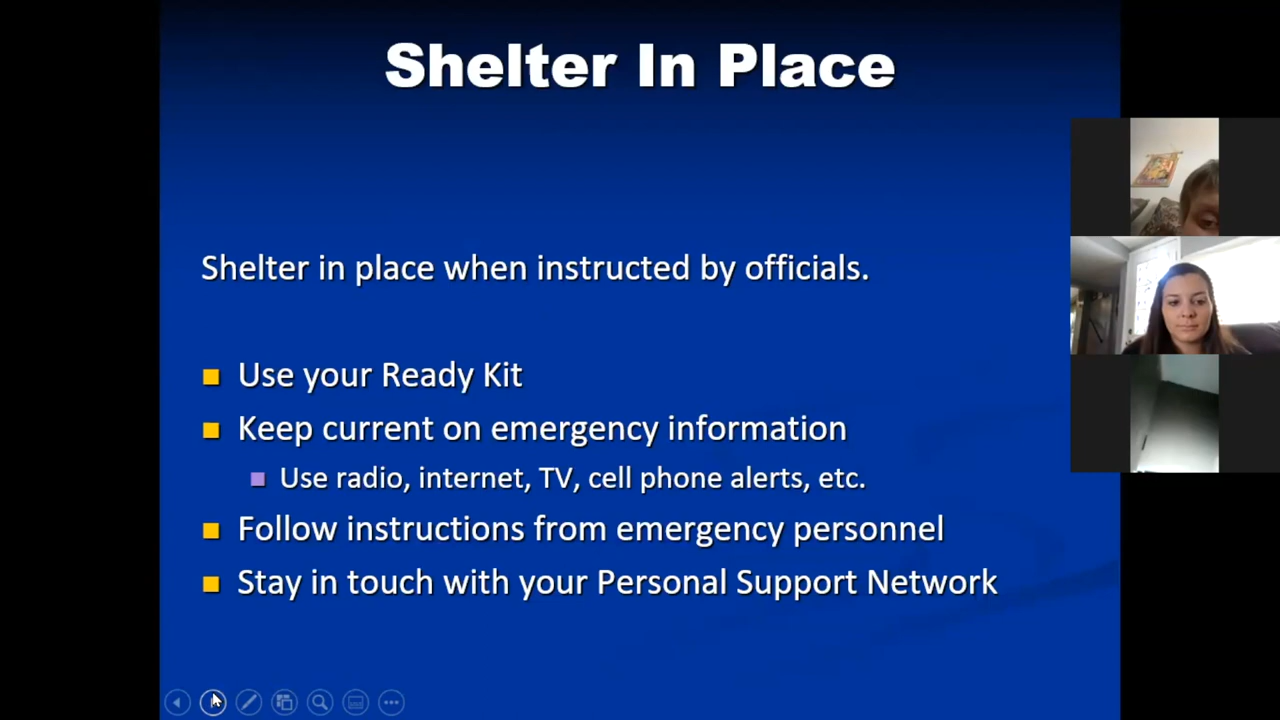 Shelter In Place
Shelter in place when instructed by officials.
Use your Ready Kit
Keep current on emergency information
Use radio, internet, TV, cell phone alerts, etc.
Follow instructions from emergency personnel
Stay in touch with your Personal Support Network